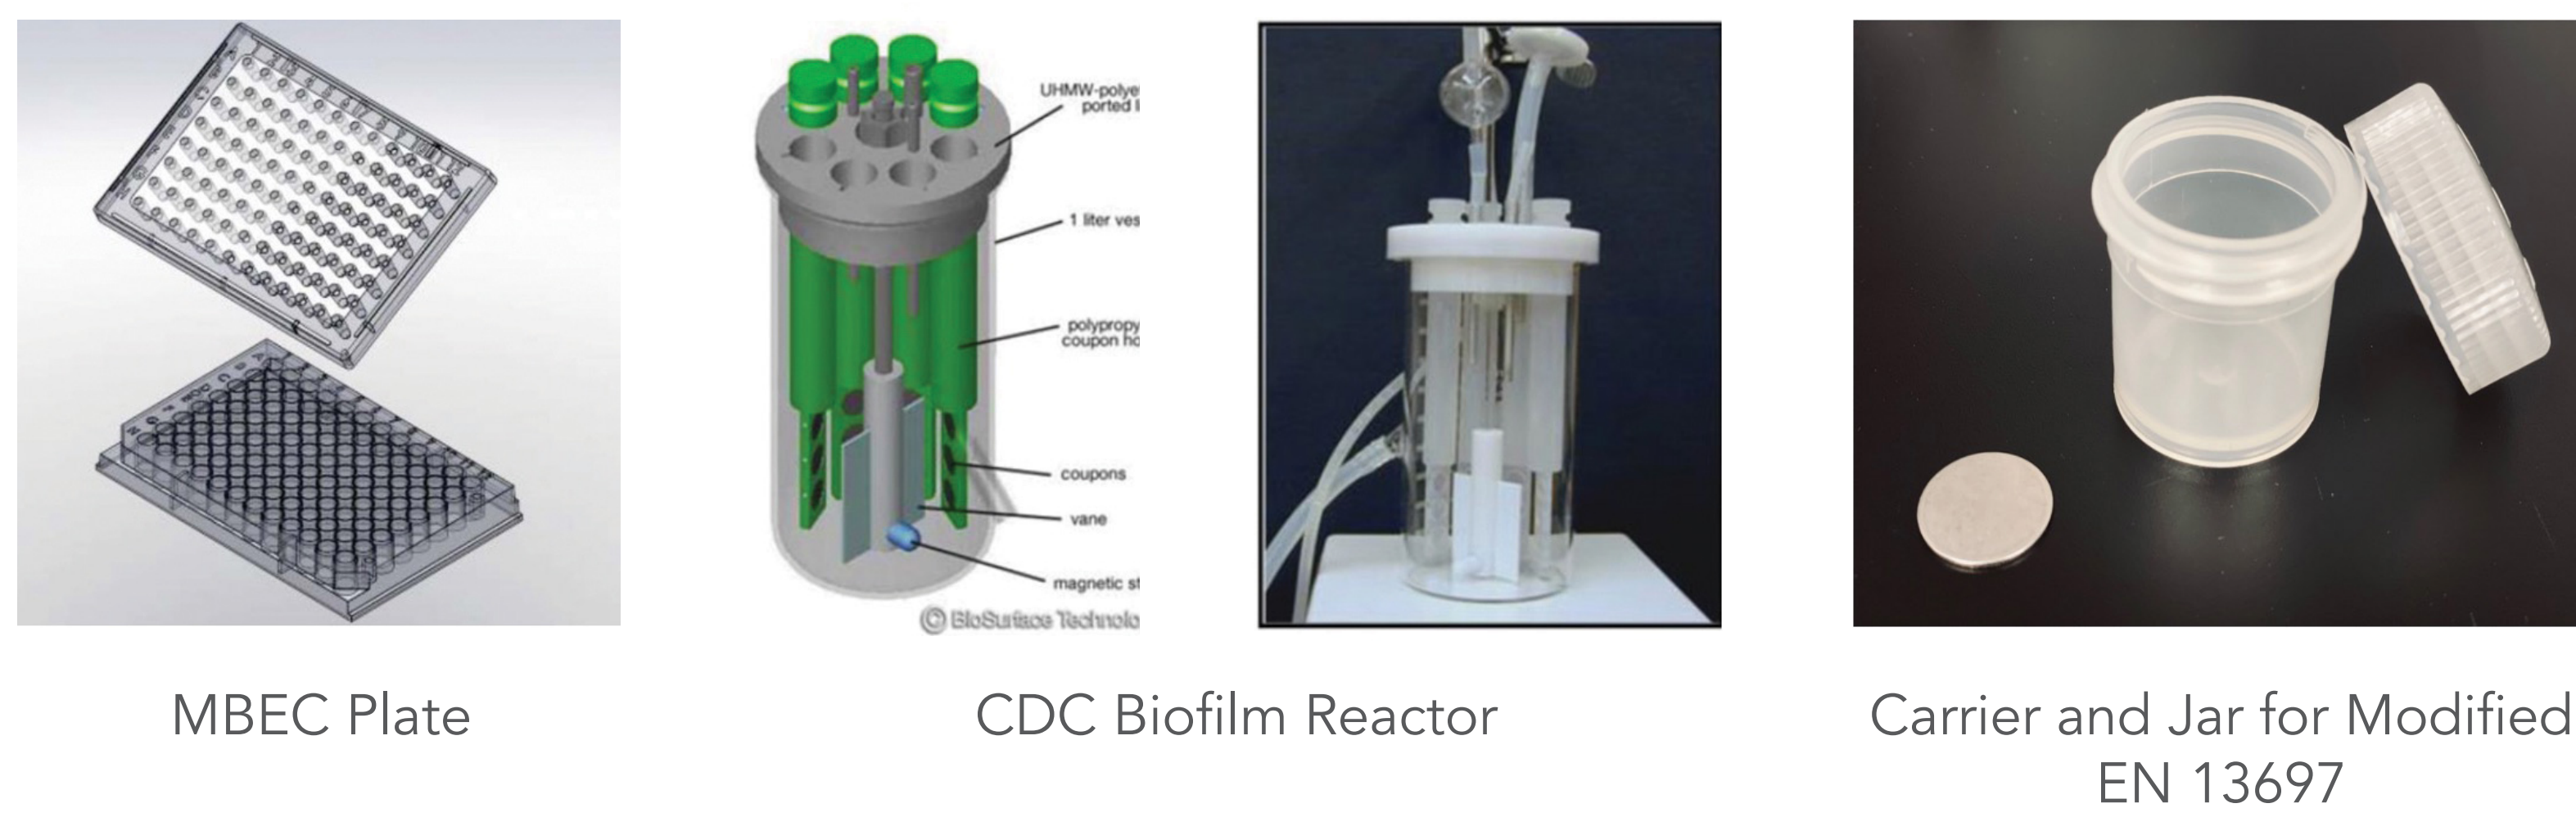 UHMW-polye
ported l
1 liter ves
polypropy
coupon ho
coupons
vane
magnetic st
© BioSurface Technolo
MBEC Plate
CDC Biofilm Reactor
Carrier and Jar for Modified
EN 13697